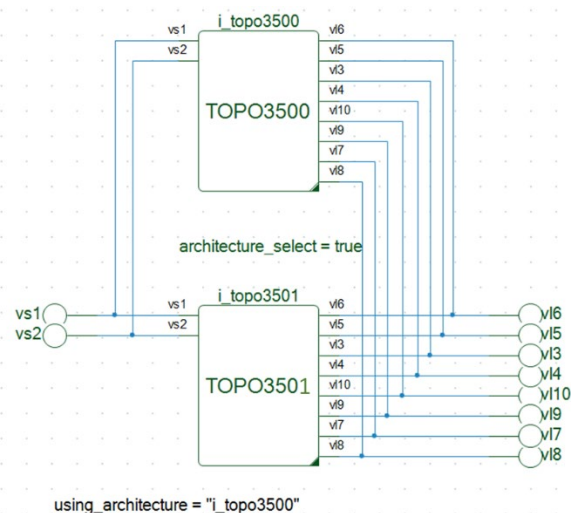 i_topo3500
vs1
vs2
vl6
vl5
vl3
vl4
vl10
vl9
vl7
vl8
TOPO3500
architecture_select = true
i_topo3501
vs1
vs2
vs1
vs2
vl6
vl5
vl3
vl4
vl10
vl9
vl7
vl8
TOPO3501
vl6
vl5
vl3
vl4
vl10
vl9
vl7
vl8
using_architecture = "i_topo3500"